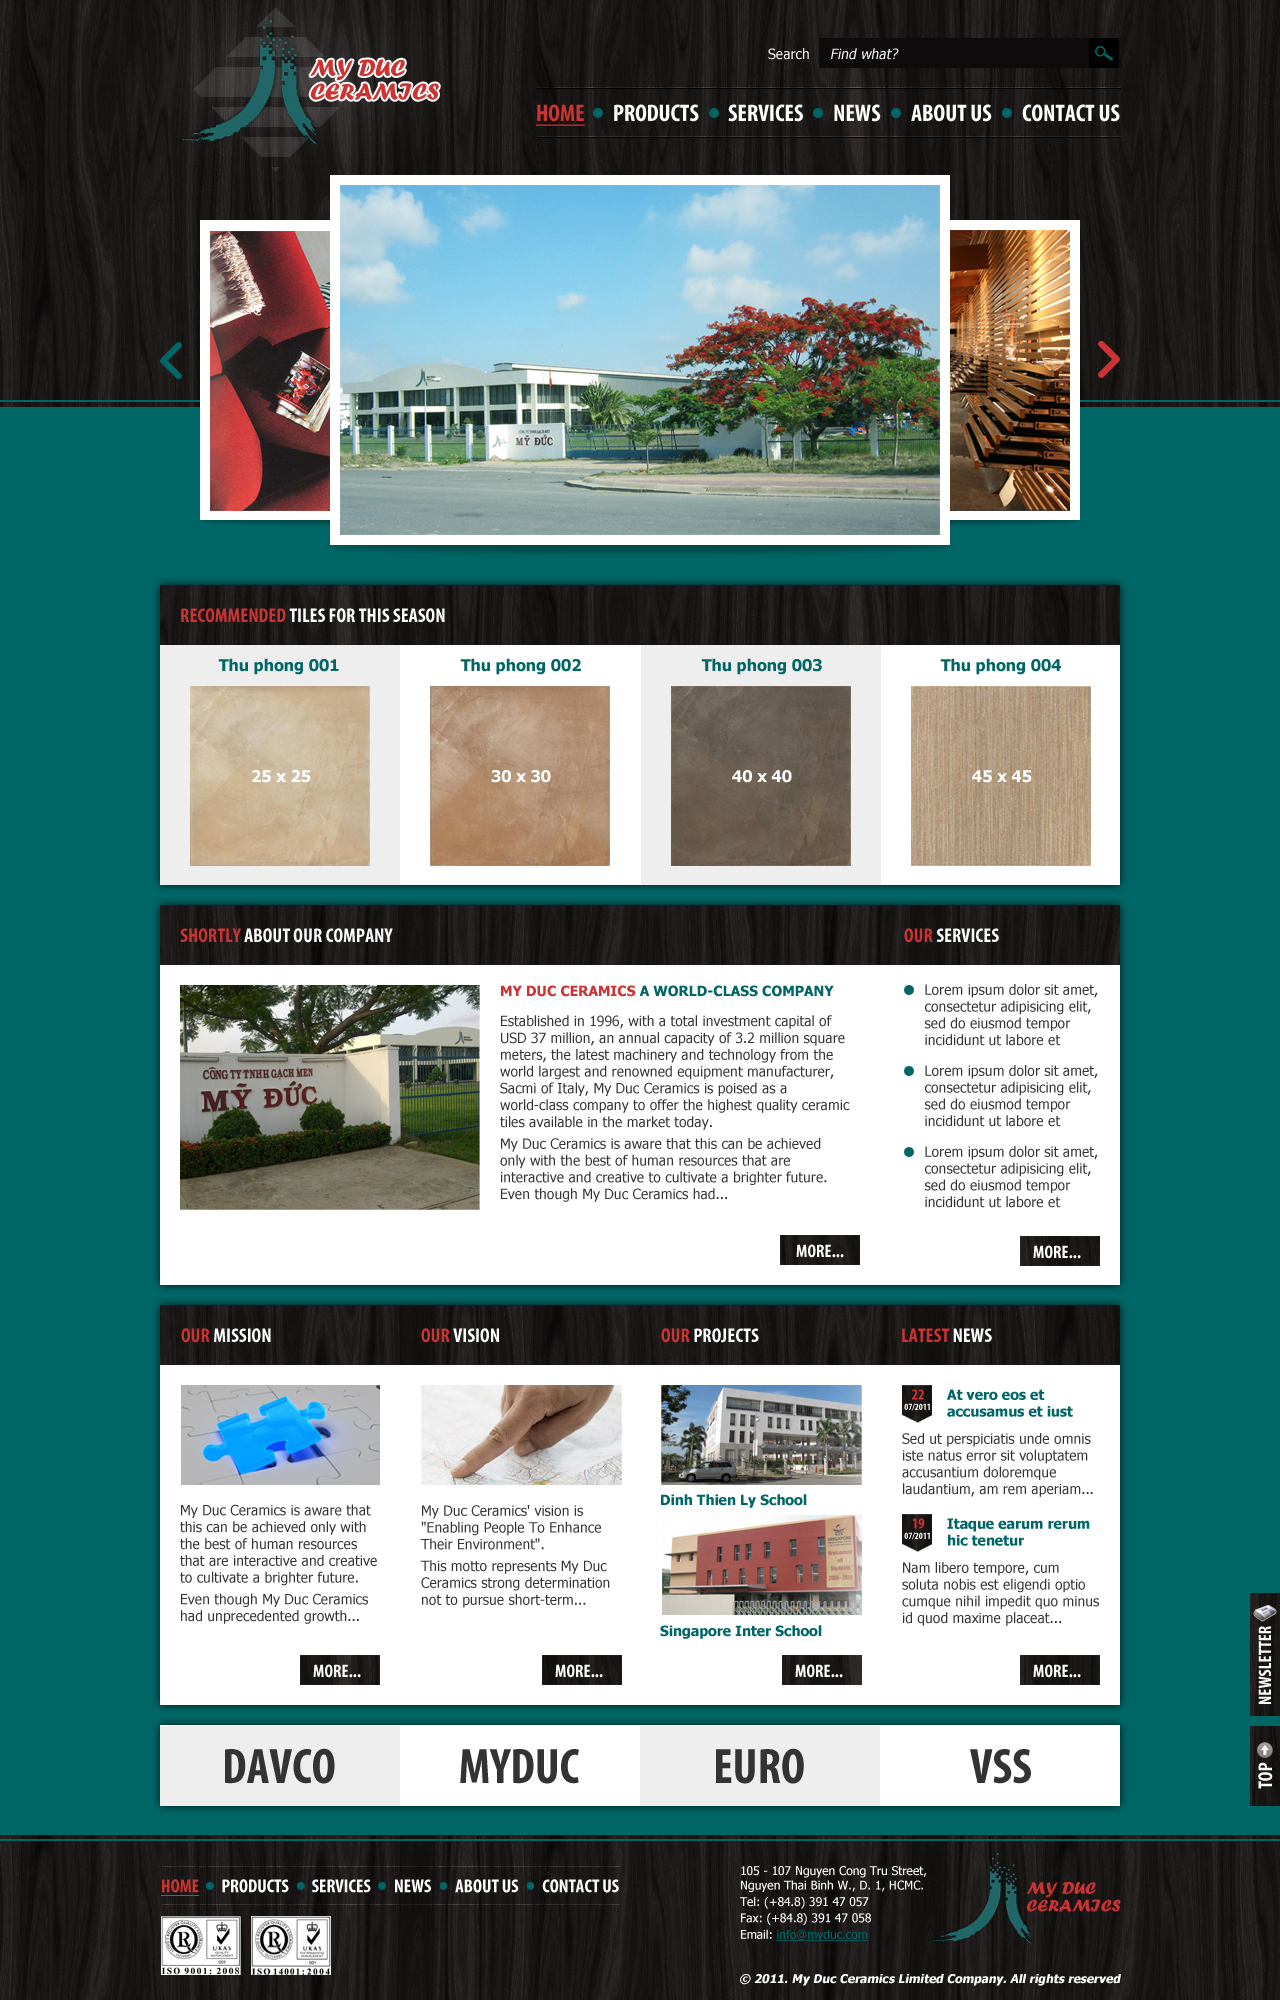 MY DUC
CERAMICS
Search Find what?
HOME PRODUCTS SERVICES NEWS ABOUT US CONTACT US
MỸ ĐỨC
RECOMMENDED TILES FOR THIS SEASON
Thu phong 001
Thu phong 002
Thu phong 003
Thu phong 004
25 x 25
30 x 30
40 x 40
45 x 45
SHORTLY ABOUT OUR COMPANY
CÔNG TY TNHH GẠCH MEN
MỸ ĐỨC
MY DUC CERAMICS A WORLD-CLASS COMPANY
Established in 1996, with a total investment capital of
USD 37 million, an annual capacity of 3.2 million square
meters, the latest machinery and technology from the
world largest and renowned equipment manufacturer,
Sacmi of Italy, My Duc Ceramics is poised as a
world-class company to offer the highest quality ceramic
tiles available in the market today.
My Duc Ceramics is aware that this can be achieved
only with the best of human resources that are
interactive and creative to cultivate a brighter future.
Even though My Duc Ceramics had...
MORE...
OUR SERVICES
Lorem ipsum dolor sit amet,
consectetur adipisicing elit,
sed do eiusmod tempor
incididunt ut labore et
Lorem ipsum dolor sit amet,
consectetur adipisicing elit,
sed do eiusmod tempor
incididunt ut labore et
Lorem ipsum dolor sit amet,
consectetur adipisicing elit,
sed do eiusmod tempor
incididunt ut labore et
MORE...
OUR MISSION
My Duc Ceramics is aware that
this can be achieved only with
the best of human resources
that are interactive and creative
to cultivate a brighter future.
Even though My Duc Ceramics
had unprecedented growth...
MORE...
OUR VISION
My Duc Ceramics' vision is
"Enabling People To Enhance
Their Environment".
This motto represents My Duc
Ceramics strong determination
not to pursue short-term...
MORE...
OUR PROJECTS
Dinh Thien Ly School
Singapore Inter School
MORE...
LATEST NEWS
22
07/2011
At vero eos et
accusamus et iust
Sed ut perspiciatis unde omnis
iste natus error sit voluptatem
accusantium doloremque
laudantium, am rem aperiam...
19
07/2011
Itaque earum rerum
hic tenetur
Nam libero tempore, cum
soluta nobis est eligendi optio
cumque nihil impedit quo minus
id quod maxime placeat...
MORE...
NEWSLETTER
TOP
DAVCO
MYDUC
EURO
VSS
HOME PRODUCTS SERVICES NEWS ABOUT US CONTACT US
R UKAS
ISO 9001: 2008
R UKAS
ISO 14001:2004
105 - 107 Nguyen Cong Tru Street,
Nguyen Thai Binh W., D. 1, HCMC.
Tel: (+84.8) 391 47 057
Fax: (+84.8) 391 47 058
Email: info@myduc.com
MY DUC
CERAMICS
© 2011. My Duc Ceramics Limited Company. All rights reserved